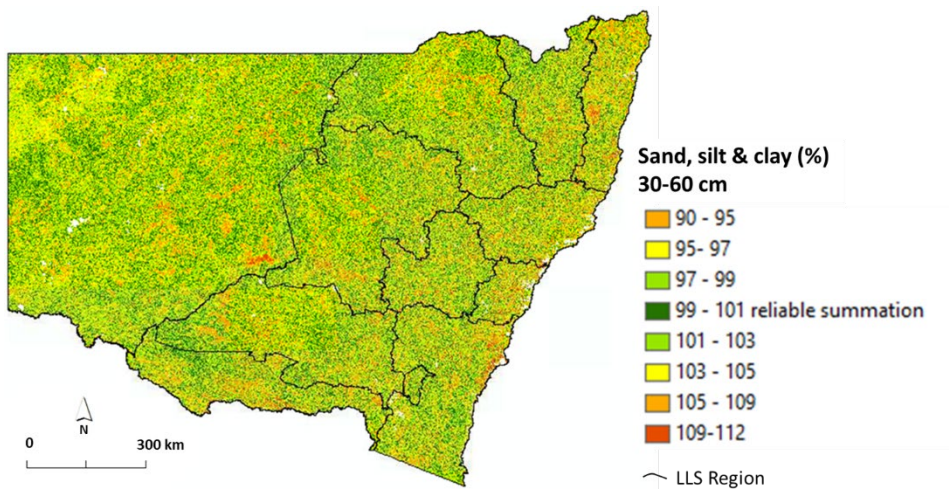 Sand, silt & clay (%)
30-60 cm
90 - 95
95- 97
97 - 99
99 - 101 reliable summation
101 - 103
103 - 105
105 - 109
109-112
LLS Region
N
0 300 km